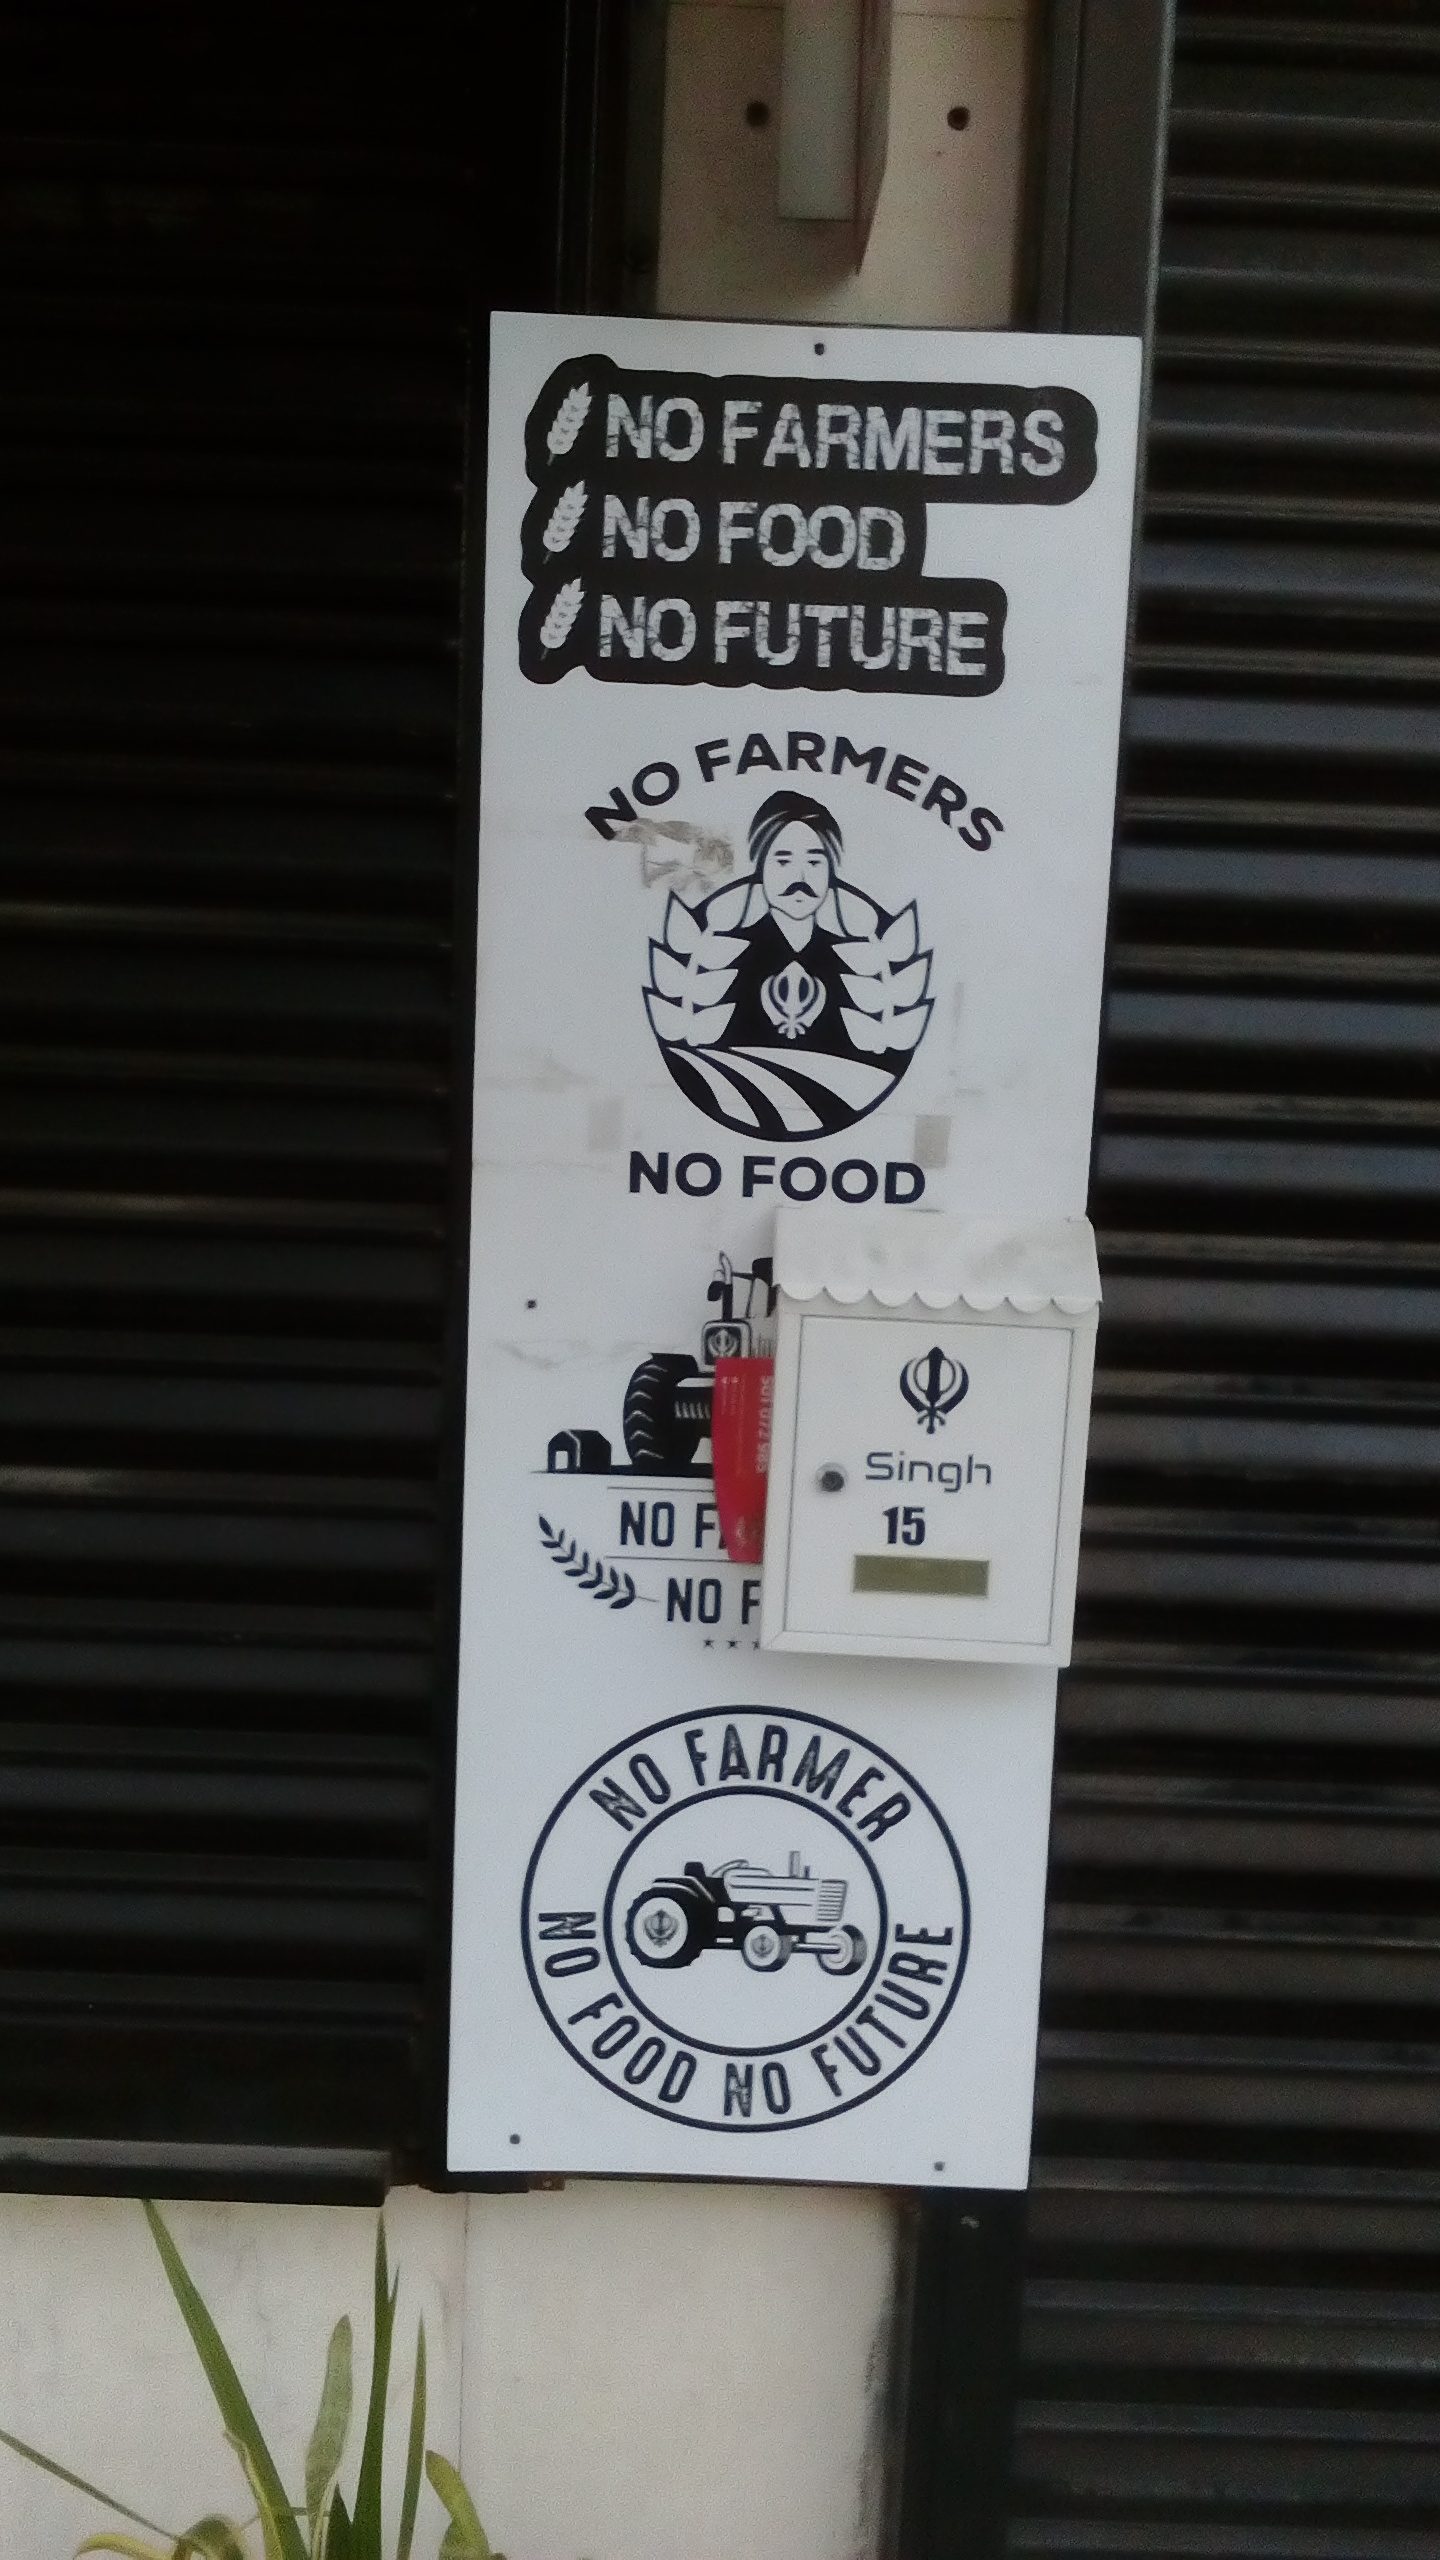 NO FARMERS
NO FOOD
NO FUTURE
NO FARMERS
NO FOOD
NO
NO
Singh
15
NO FARMER
NO FOOD NO FUTURE